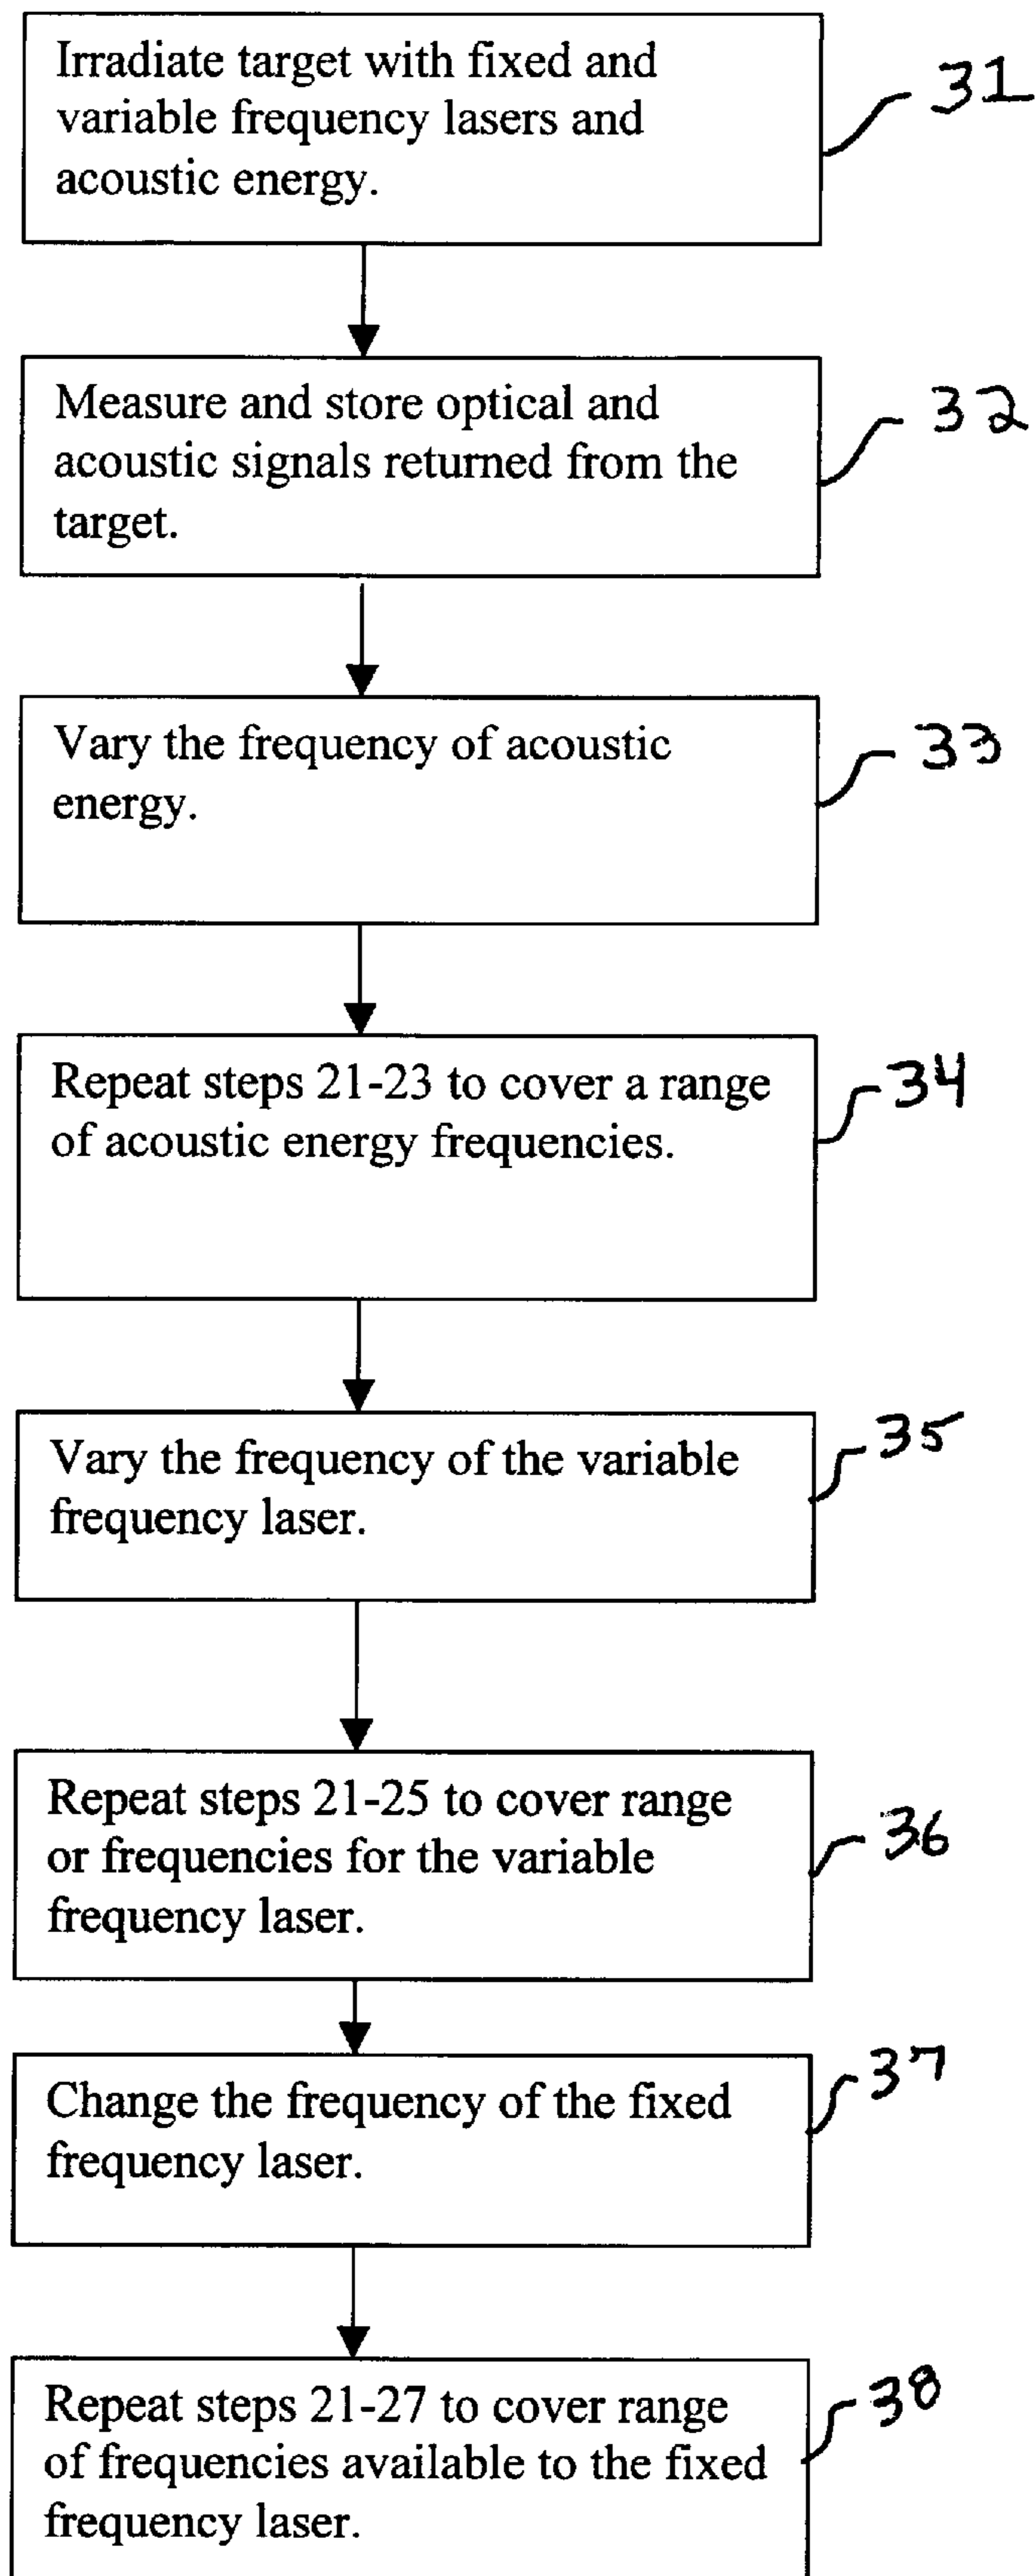 Irradiate target with fixed and
variable frequency lasers and
acoustic energy.
31
Measure and store optical and
acoustic signals returned from the
target.
32
Vary the frequency of acoustic
energy.
33
Repeat steps 21-23 to cover a range
of acoustic energy frequencies.
34
Vary the frequency of the variable
frequency laser.
35
Repeat steps 21-25 to cover range
or frequencies for the variable
frequency laser.
36
Change the frequency of the fixed
frequency laser.
37
Repeat steps 21-27 to cover range
of frequencies available to the fixed
frequency laser.
38